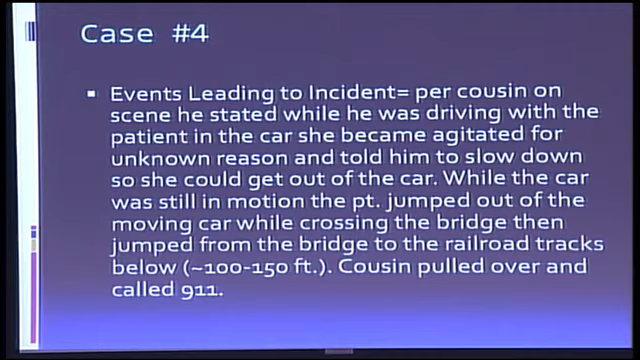 Case #4
▪ Events Leading to Incident= per cousin on
scene he stated while he was driving with the
patient in the car she became agitated for
unknown reason and told him to slow down
so she could get out of the car. While the car
was still in motion the pt. jumped out of the
moving car while crossing the bridge then
jumped from the bridge to the railroad tracks
below (~100-150 ft.). Cousin pulled over and
called 911.